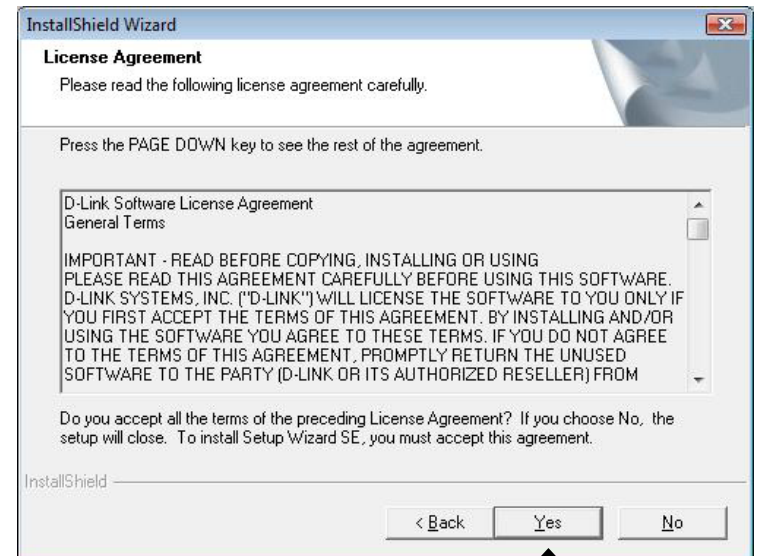 InstallShield Wizard
License Agreement
Please read the following license agreement carefully.
Press the PAGE DOWN key to see the rest of the agreement.
D-Link Software License Agreement
General Terms
IMPORTANT - READ BEFORE COPYING, INSTALLING OR USING
PLEASE READ THIS AGREEMENT CAREFULLY BEFORE USING THIS SOFTWARE.
D-LINK SYSTEMS, INC. ("D-LINK") WILL LICENSE THE SOFTWARE TO YOU ONLY IF
YOU FIRST ACCEPT THE TERMS OF THIS AGREEMENT. BY INSTALLING AND/OR
USING THE SOFTWARE YOU AGREE TO THESE TERMS. IF YOU DO NOT AGREE
TO THE TERMS OF THIS AGREEMENT, PROMPTLY RETURN THE UNUSED
SOFTWARE TO THE PARTY (D-LINK OR ITS AUTHORIZED RESELLER) FROM
Do you accept all the terms of the preceding License Agreement? If you choose No, the
setup will close. To install Setup Wizard SE, you must accept this agreement.
InstallShield
< Back Yes No